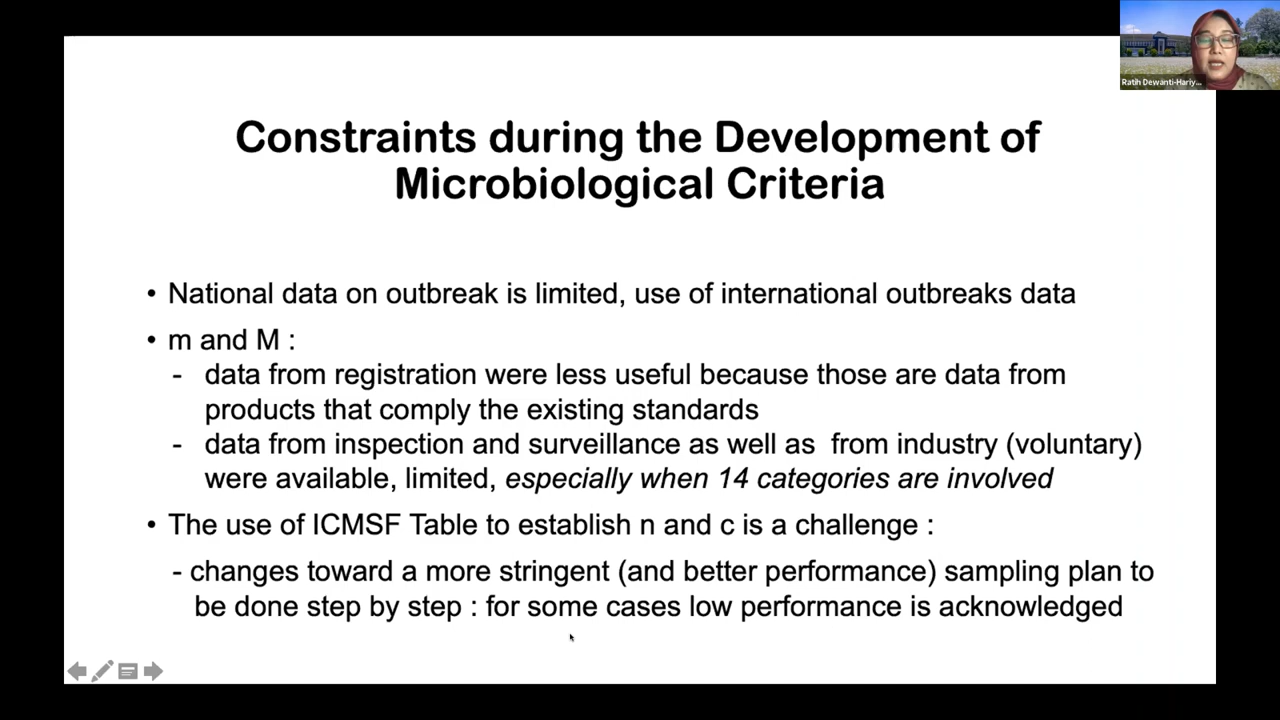 Ratih Dewanti-Hariy...
Constraints during the Development of
Microbiological Criteria
• National data on outbreak is limited, use of international outbreaks data
• m and M :
- data from registration were less useful because those are data from
products that comply the existing standards
- data from inspection and surveillance as well as from industry (voluntary)
were available, limited, especially when 14 categories are involved
• The use of ICMSF Table to establish n and c is a challenge :
- changes toward a more stringent (and better performance) sampling plan to
be done step by step : for some cases low performance is acknowledged